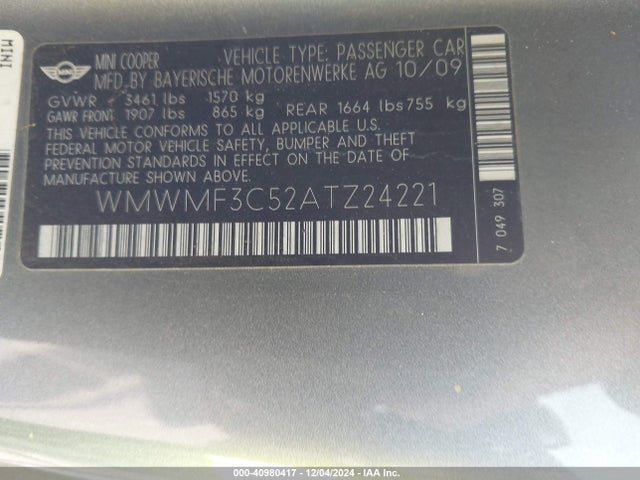 MINI
MINI COOPER VEHICLE TYPE: PASSENGER CAR
MFD. BY BAYERISCHE MOTORENWERKE AG 10/09
GVWR 3461 lbs 1570 kg
GAWR FRONT 1907 lbs 865 kg REAR 1664 lbs 755 kg
THIS VEHICLE CONFORMS TO ALL APPLICABLE U.S.
FEDERAL MOTOR VEHICLE SAFETY, BUMPER AND THEFT
PREVENTION STANDARDS IN EFFECT ON THE DATE OF
MANUFACTURE SHOWN ABOVE.
WMWMF3C52ATZ24221
7 049 307
MINI
000-40980417 - 12/04/2024 - IAA Inc.